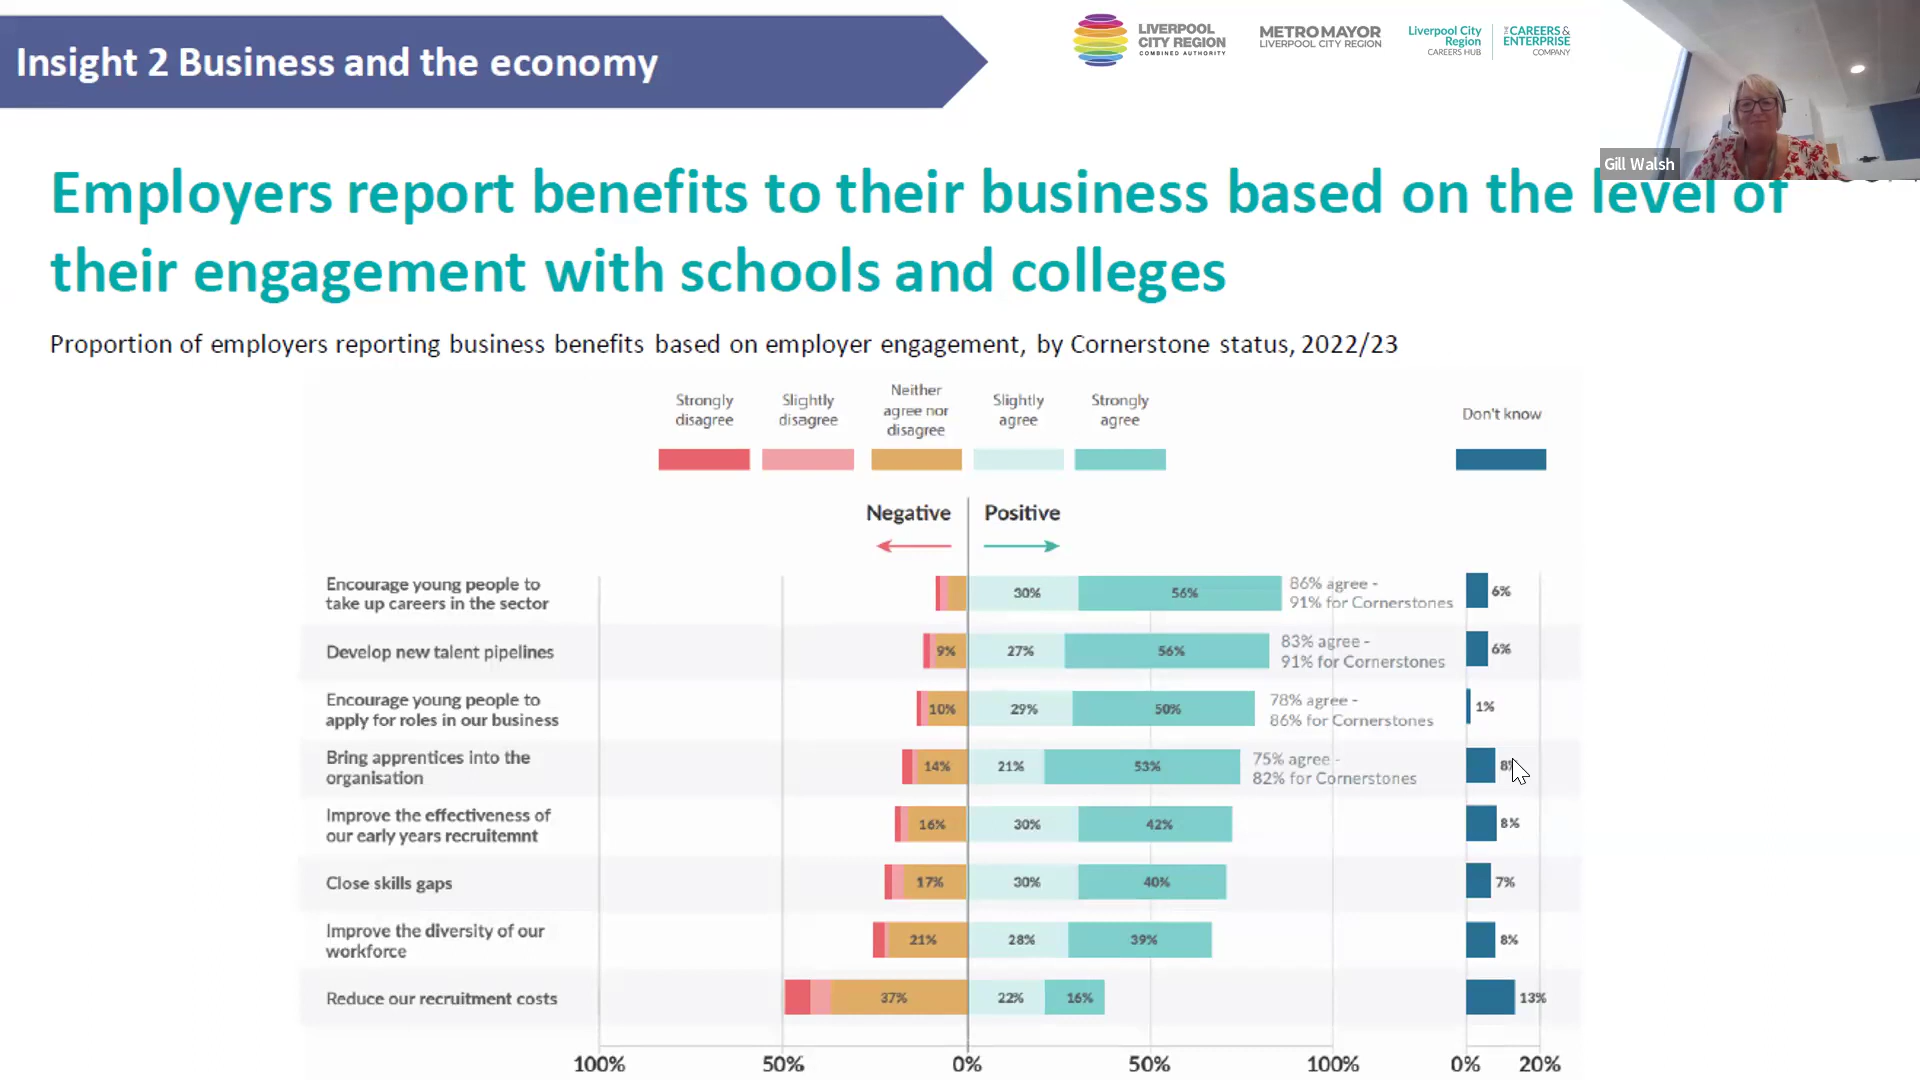 Insight 2 Business and the economy
LIVERPOOL
CITY REGION
COMBINED AUTHORITY
METRO MAYOR
LIVERPOOL CITY REGION
Liverpool City
Region
CAREERS HUB
THE CAREERS &
ENTERPRISE
COMPANY
Gill Walsh
Employers report benefits to their business based on the level of
their engagement with schools and colleges
Proportion of employers reporting business benefits based on employer engagement, by Cornerstone status, 2022/23
Strongly
disagree
Slightly
disagree
Neither
agree nor
disagree
Slightly
agree
Strongly
agree
Don't know
Negative
Positive
Encourage young people to
take up careers in the sector
30%
56%
86% agree -
91% for Cornerstones
6%
Develop new talent pipelines
9%
27%
56%
83% agree -
91% for Cornerstones
6%
Encourage young people to
apply for roles in our business
10%
29%
50%
78% agree -
86% for Cornerstones
1%
Bring apprentices into the
organisation
14%
21%
53%
75% agree -
82% for Cornerstones
8%
Improve the effectiveness of
our early years recruitemnt
16%
30%
42%
8%
Close skills gaps
17%
30%
40%
7%
Improve the diversity of our
workforce
21%
28%
39%
8%
Reduce our recruitment costs
37%
22%
16%
13%
100%
50%
0%
50%
100%
0%
20%